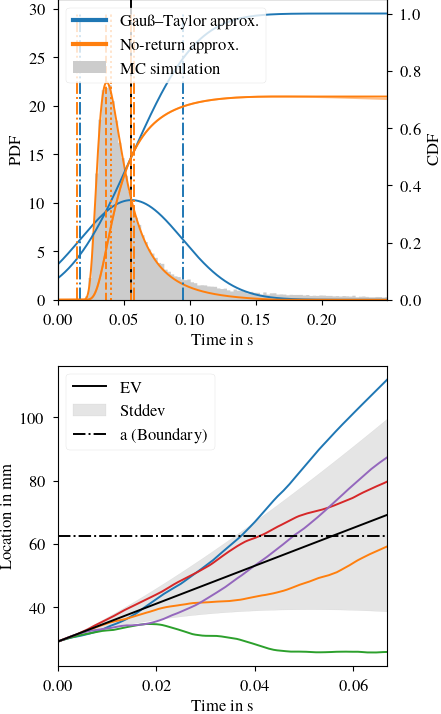 30
25
20
15
10
5
0
PDF
Gauß–Taylor approx.
No-return approx.
MC simulation
1.0
0.8
0.6
0.4
0.2
0.0
CDF
0.00 0.05 0.10 0.15 0.20
Time in s
EV
Stddev
a (Boundary)
100
80
60
40
Location in mm
0.00 0.02 0.04 0.06
Time in s